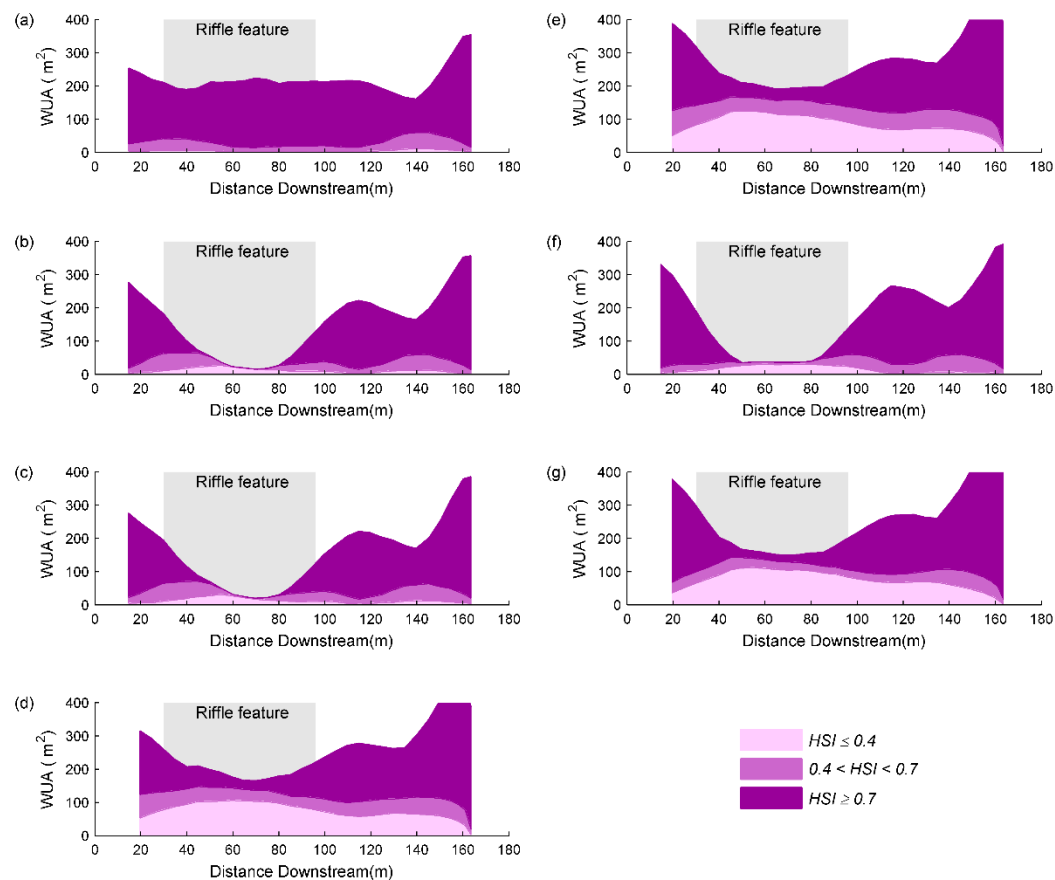 (a)
Riffle feature
400
300
200
100
0
WUA ( m²)
0 20 40 60 80 100 120 140 160 180
Distance Downstream(m)
(b)
Riffle feature
400
300
200
100
0
WUA ( m²)
0 20 40 60 80 100 120 140 160 180
Distance Downstream(m)
(c)
Riffle feature
400
300
200
100
0
WUA ( m²)
0 20 40 60 80 100 120 140 160 180
Distance Downstream(m)
(d)
Riffle feature
400
300
200
100
0
WUA ( m²)
0 20 40 60 80 100 120 140 160 180
Distance Downstream(m)
(e)
Riffle feature
400
300
200
100
0
WUA ( m²)
0 20 40 60 80 100 120 140 160 180
Distance Downstream(m)
(f)
Riffle feature
400
300
200
100
0
WUA ( m²)
0 20 40 60 80 100 120 140 160 180
Distance Downstream(m)
(g)
Riffle feature
400
300
200
100
0
WUA ( m²)
0 20 40 60 80 100 120 140 160 180
Distance Downstream(m)
HSI ≤ 0.4
0.4 < HSI < 0.7
HSI ≥ 0.7